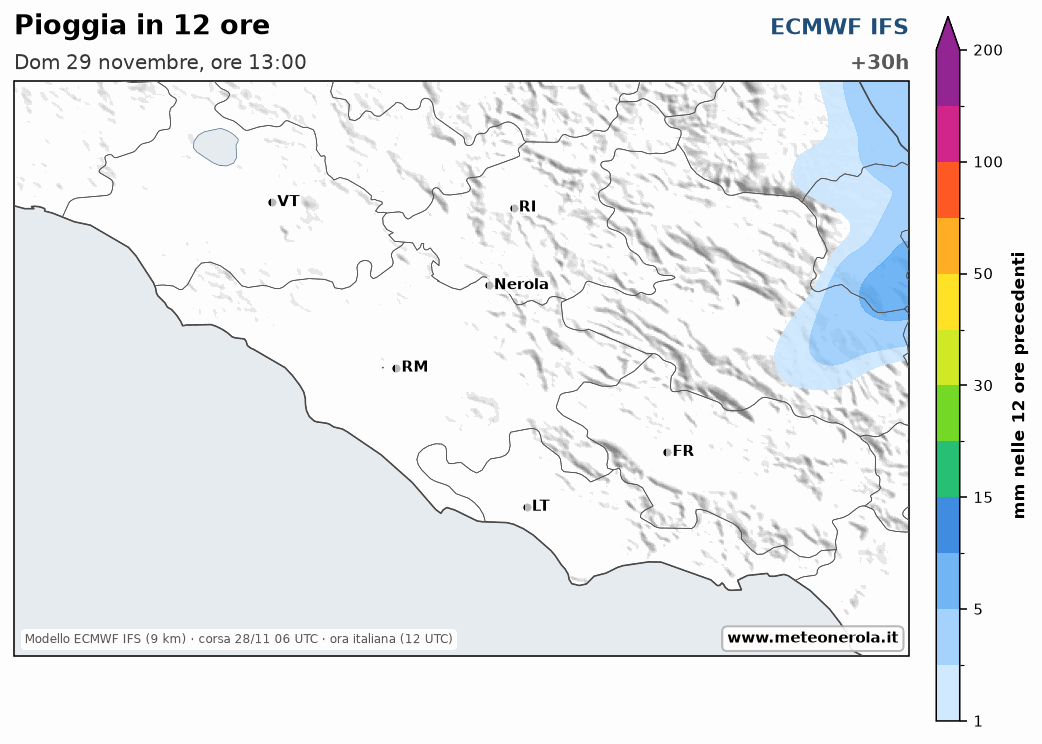 Pioggia in 12 ore
ECMWF IFS
Dom 29 novembre, ore 13:00
+30h
VT
RI
Nerola
RM
FR
LT
Modello ECMWF IFS (9 km) · corsa 28/11 06 UTC · ora italiana (12 UTC)
www.meteonerola.it
200
100
50
30
15
5
1
mm nelle 12 ore precedenti